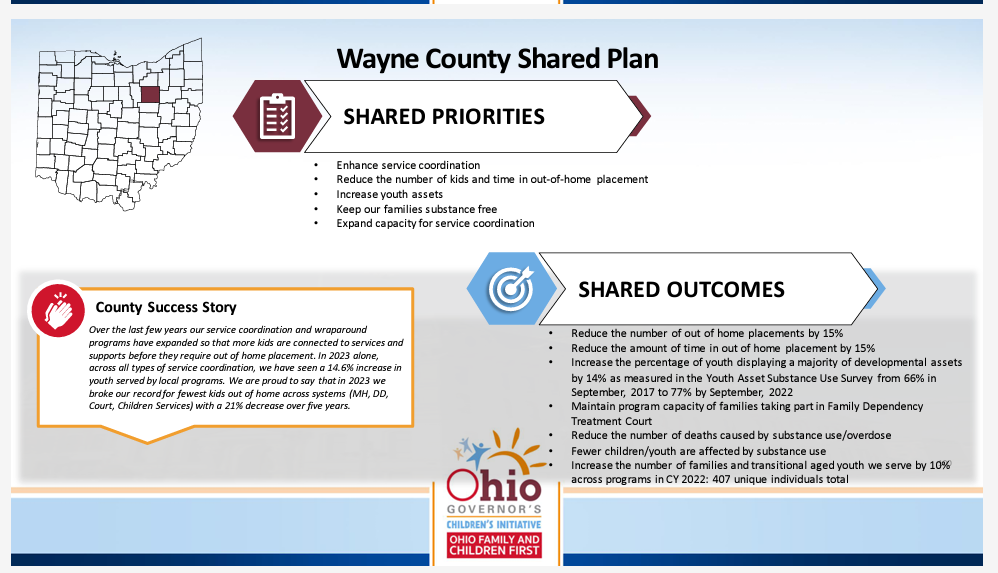 Wayne County Shared Plan
SHARED PRIORITIES
• Enhance service coordination
• Reduce the number of kids and time in out-of-home placement
• Increase youth assets
• Keep our families substance free
• Expand capacity for service coordination
SHARED OUTCOMES
• Reduce the number of out of home placements by 15%
• Reduce the amount of time in out of home placement by 15%
• Increase the percentage of youth displaying a majority of developmental assets
by 14% as measured in the Youth Asset Substance Use Survey from 66% in
September, 2017 to 77% by September, 2022
• Maintain program capacity of families taking part in Family Dependency
Treatment Court
• Reduce the number of deaths caused by substance use/overdose
• Fewer children/youth are affected by substance use
• Increase the number of families and transitional aged youth we serve by 10%
across programs in CY 2022: 407 unique individuals total
County Success Story
Over the last few years our service coordination and wraparound
programs have expanded so that more kids are connected to services and
supports before they require out of home placement. In 2023 alone,
across all types of service coordination, we have seen a 14.6% increase in
youth served by local programs. We are proud to say that in 2023 we
broke our record for fewest kids out of home across systems (MH, DD,
Court, Children Services) with a 21% decrease over five years.
Ohio
GOVERNOR'S
CHILDREN'S INITIATIVE
OHIO FAMILY AND
CHILDREN FIRST